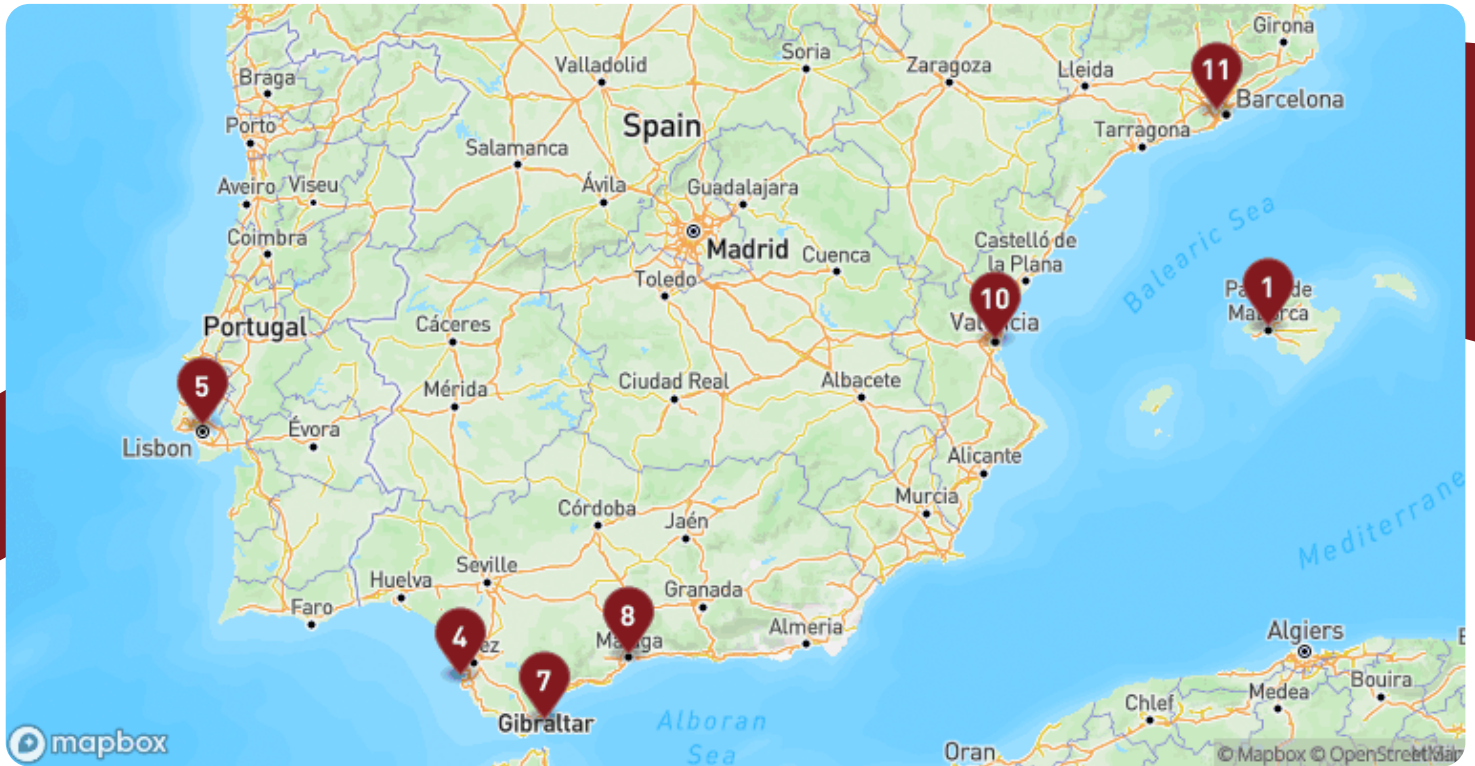 Girona
Soria
Valladolid
Zaragoza
Lleida
11
Braga
Barcelona
Porto
Spain
Tarragona
Salamanca
Aveiro
Viseu
Ávila
Guadalajara
Balearic Sea
Coimbra
Madrid
Cuenca
Castelló de
la Plana
Toledo
10
1
de
Portugal
Cáceres
5
Ciudad Real
Albacete
Mérida
Évora
Lisbon
Alicante
Murcia
Córdoba
Jaén
Mediterrane
Seville
Huelva
Granada
Faro
8
Almeria
4
ez
Algiers
7
Bouira
Medea
Chlef
Gibraltar
Alboran
Sea
Oran
mapbox
© Mapbox © OpenStreetMap